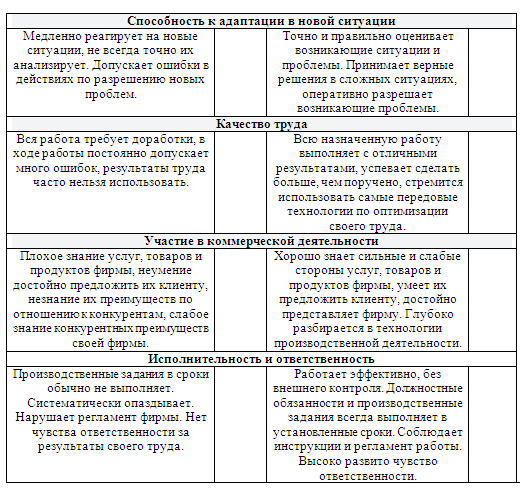 Способность к адаптации в новой ситуации
Медленно реагирует на новые
ситуации, не всегда точно их
анализирует. Допускает ошибки в
действиях по разрешению новых
проблем.
Точно и правильно оценивает
возникающие ситуации и
проблемы. Принимает верные
решения в сложных ситуациях,
оперативно разрешает
возникающие проблемы.
Качество труда
Вся работа требует доработки, в
ходе работы постоянно допускает
много ошибок, результаты труда
часто нельзя использовать.
Всю назначенную работу
выполняет с отличными
результатами, успевает сделать
больше, чем поручено, стремится
использовать самые передовые
технологии по оптимизации
своего труда.
Участие в коммерческой деятельности
Плохое знание услуг, товаров и
продуктов фирмы, неумение
достойно предложить их клиенту,
незнание их преимуществ по
отношению к конкурентам, слабое
знание конкурентных преимуществ
своей фирмы.
Хорошо знает сильные и слабые
стороны услуг, товаров и
продуктов фирмы, умеет их
предложить клиенту, достойно
представляет фирму. Глубоко
разбирается в технологии
производственной деятельности.
Исполнительность и ответственность
Производственные задания в сроки
обычно не выполняет.
Систематически опаздывает.
Нарушает регламент фирмы. Нет
чувства ответственности за
результаты своего труда.
Работает эффективно, без
внешнего контроля. Должностные
обязанности и производственные
задания всегда выполняет в
установленные сроки. Соблюдает
инструкции и регламент работы.
Высоко развито чувство
ответственности.